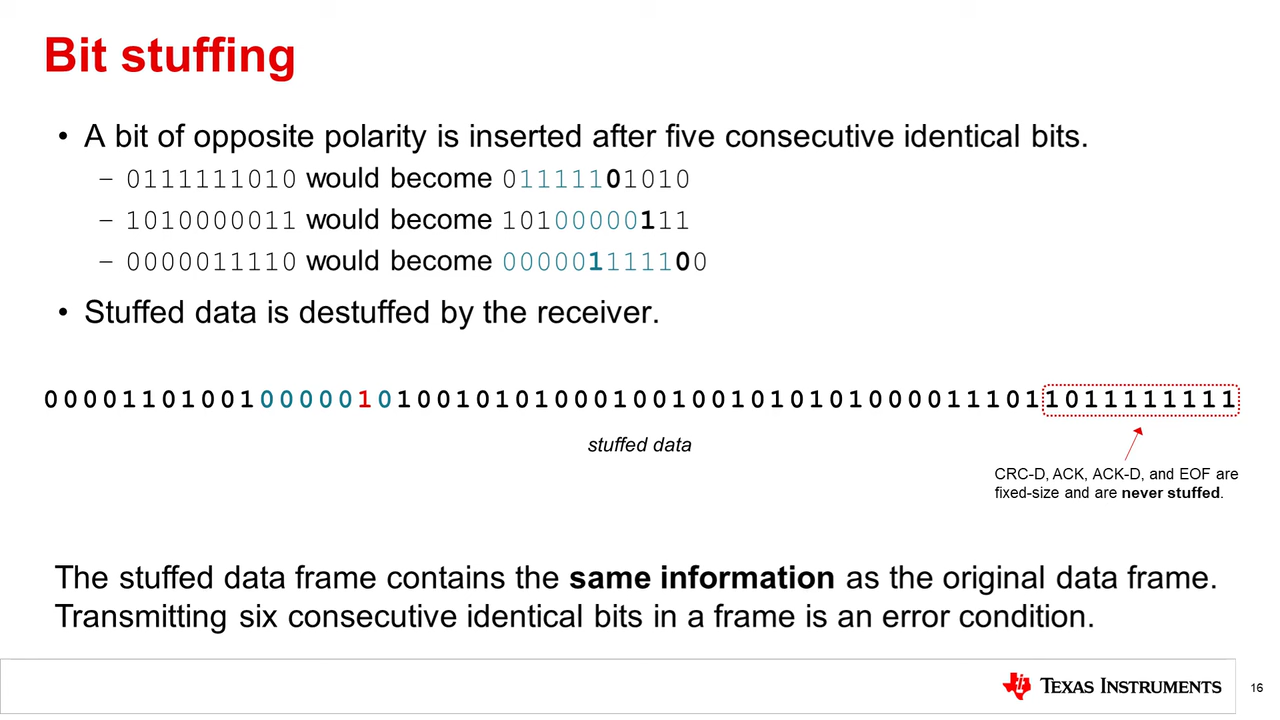 Bit stuffing
• A bit of opposite polarity is inserted after five consecutive identical bits.
– 0111111010 would become 01111101010
– 1010000011 would become 10100000111
– 0000011110 would become 000001111100
• Stuffed data is destuffed by the receiver.
0 0 0 0 1 1 0 1 0 0 1 0 0 0 0 0 1 0 1 0 0 1 0 1 0 1 0 0 0 1 0 0 1 0 0 1 0 1 0 1 0 1 0 0 0 0 1 1 1 0 1 1 0 1 1 1 1 1 1 1 1
stuffed data
CRC-D, ACK, ACK-D, and EOF are
fixed-size and are never stuffed.
The stuffed data frame contains the same information as the original data frame.
Transmitting six consecutive identical bits in a frame is an error condition.
TEXAS INSTRUMENTS
16